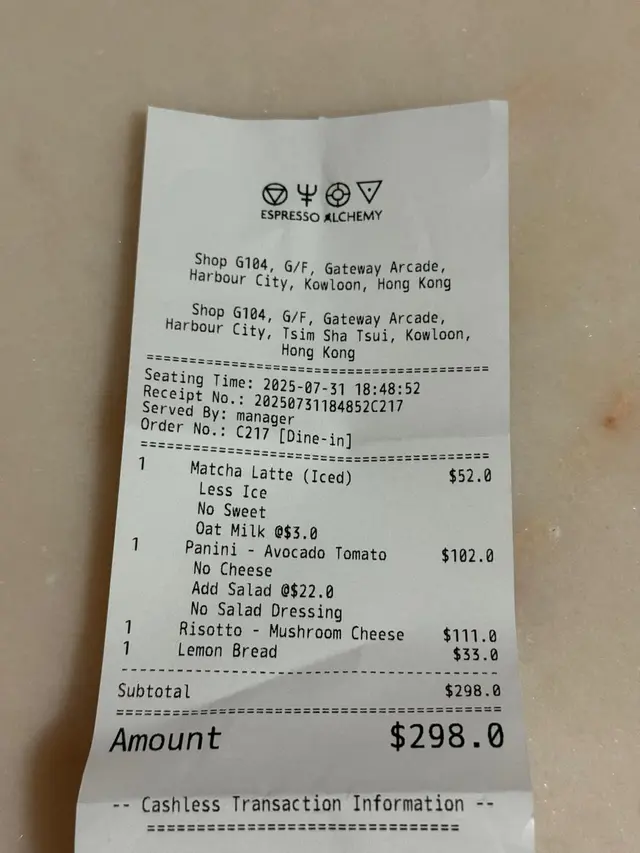 ESPRESSO ALCHEMY
Shop G104, G/F, Gateway Arcade,
Harbour City, Kowloon, Hong Kong
Shop G104, G/F, Gateway Arcade,
Harbour City, Tsim Sha Tsui, Kowloon,
Hong Kong
==================================================
Seating Time: 2025-07-31 18:48:52
Receipt No.: 20250731184852C217
Served By: manager
Order No.: C217 [Dine-in]
==================================================
1 Matcha Latte (Iced) $52.0
Less Ice
No Sweet
Oat Milk @$3.0
1 Panini - Avocado Tomato $102.0
No Cheese
Add Salad @$22.0
No Salad Dressing
1 Risotto - Mushroom Cheese $111.0
1 Lemon Bread $33.0
--------------------------------------------------
Subtotal $298.0
==================================================
Amount $298.0
-- Cashless Transaction Information --
================================